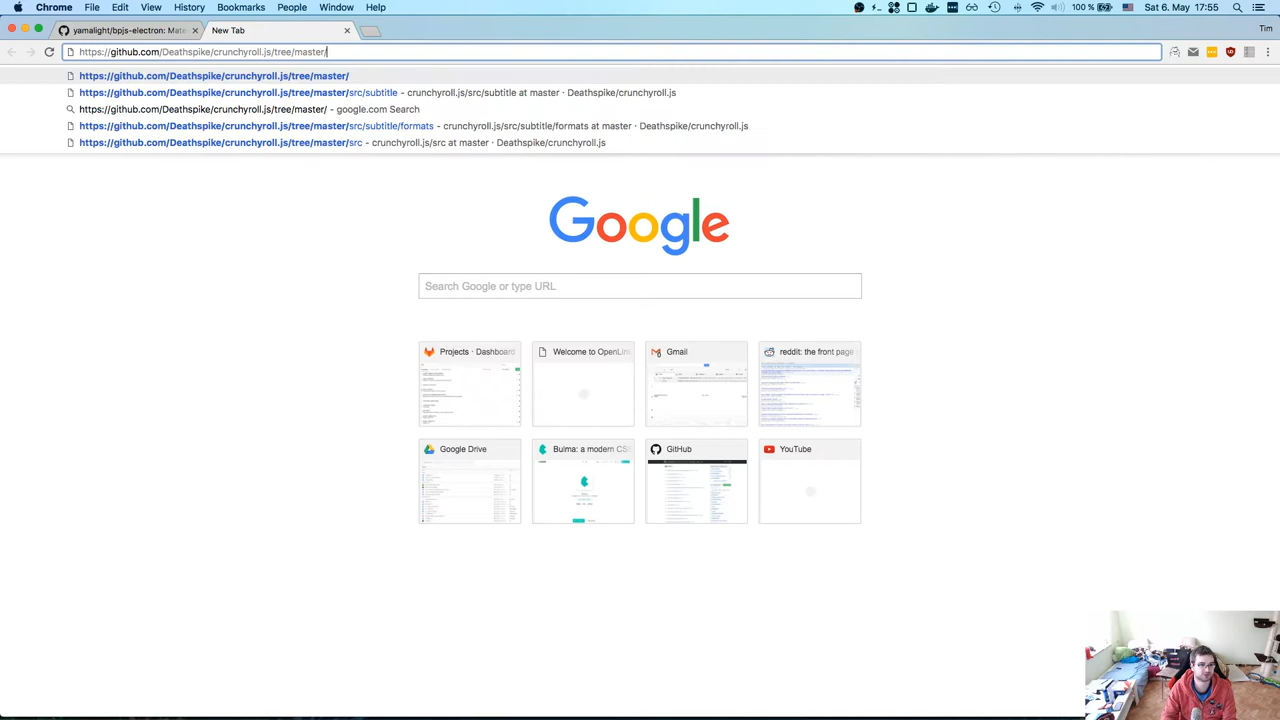 Chrome File Edit View History Bookmarks People Window Help 100 % Sat 6. May 17:55
yamalight/bpjs-electron: Mate New Tab Tim
https://github.com/Deathspike/crunchyroll.js/tree/master/
https://github.com/Deathspike/crunchyroll.js/tree/master/
https://github.com/Deathspike/crunchyroll.js/tree/master/src/subtitle - crunchyroll.js/src/subtitle at master · Deathspike/crunchyroll.js
https://github.com/Deathspike/crunchyroll.js/tree/master/ - google.com Search
https://github.com/Deathspike/crunchyroll.js/tree/master/src/subtitle/formats - crunchyroll.js/src/subtitle/formats at master · Deathspike/crunchyroll.js
https://github.com/Deathspike/crunchyroll.js/tree/master/src - crunchyroll.js/src at master · Deathspike/crunchyroll.js
Google
Search Google or type URL
Projects · Dashboard Welcome to OpenLin Gmail reddit: the front page
Google Drive Bulma: a modern CSS GitHub YouTube